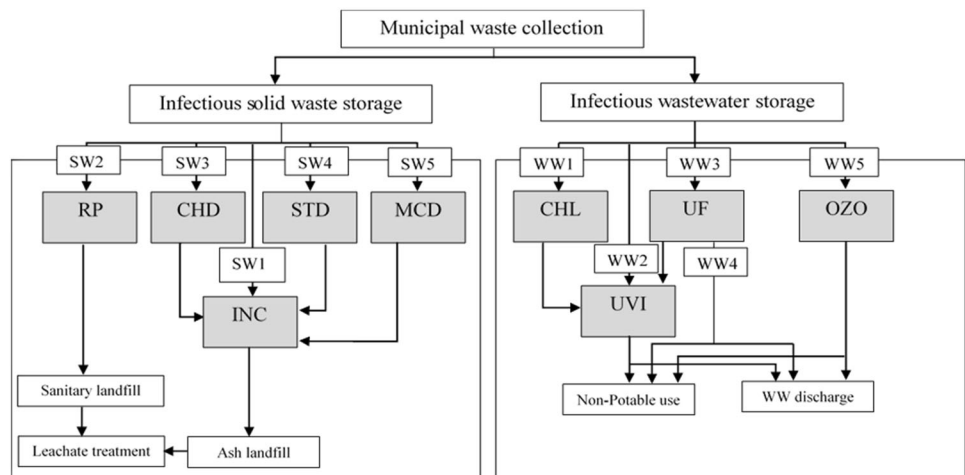 Municipal waste collection
Infectious solid waste storage
Infectious wastewater storage
SW2
SW3
SW4
SW5
WW1
WW3
WW5
RP
CHD
STD
MCD
CHL
UF
OZO
SW1
WW2
WW4
INC
UVI
Sanitary landfill
Non-Potable use
WW discharge
Leachate treatment
Ash landfill